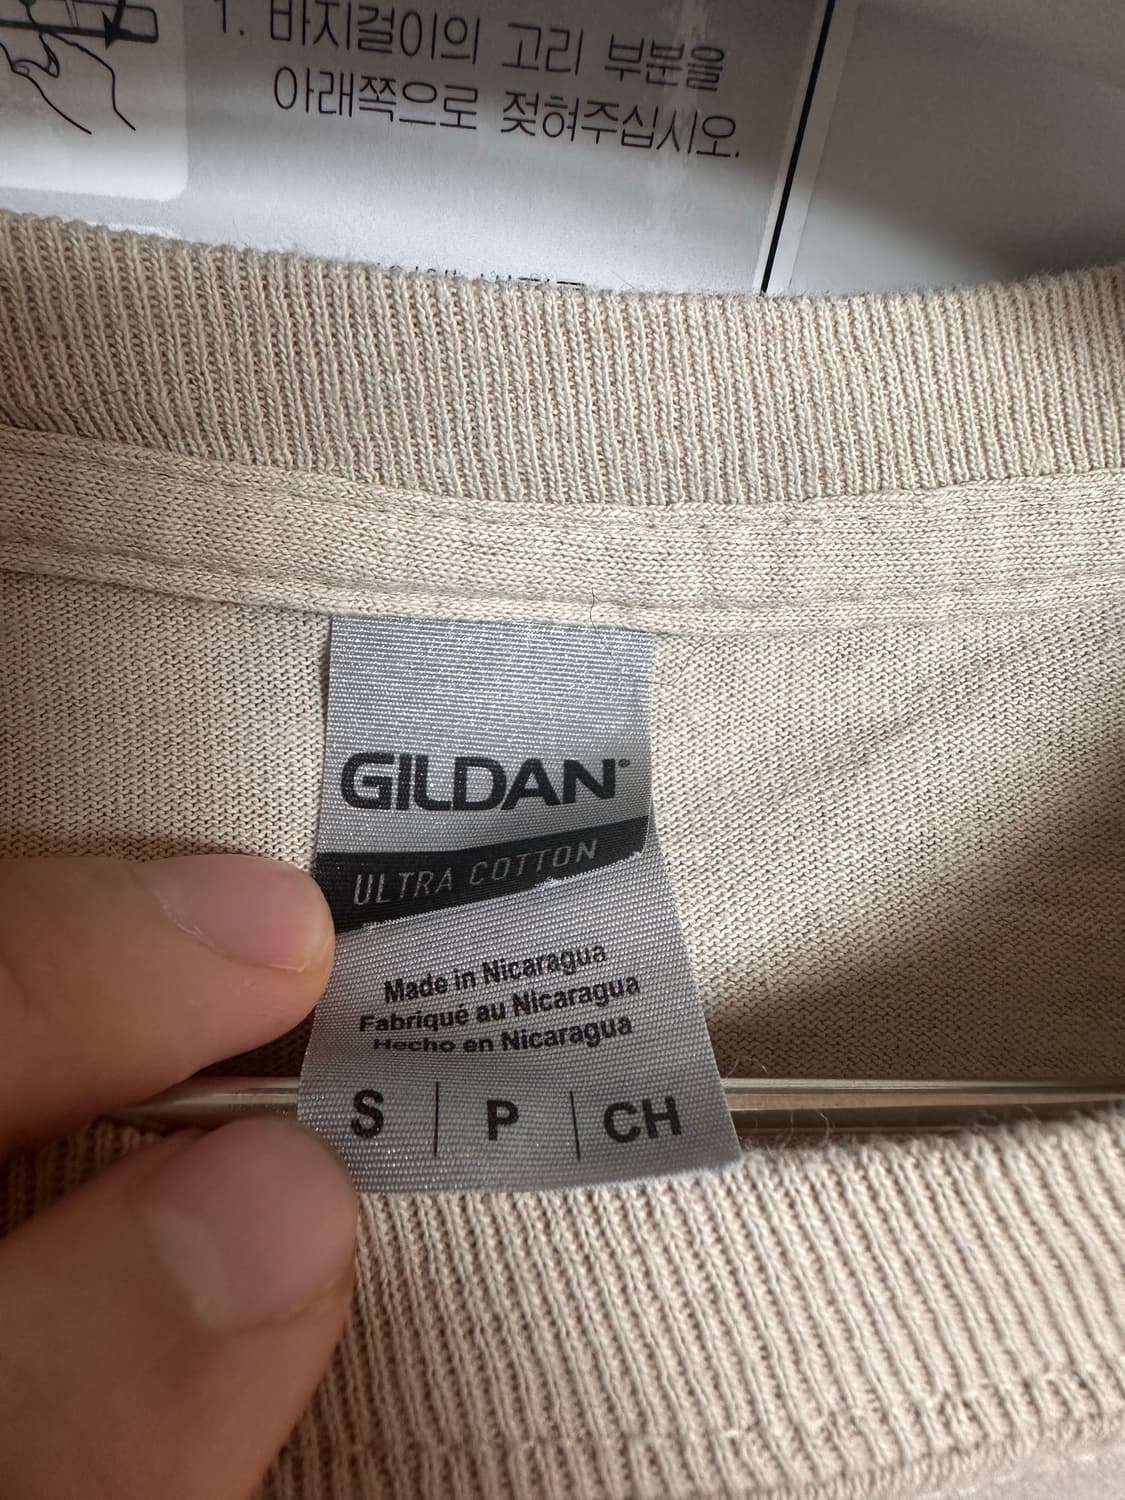 1. 바지걸이의 고리 부분을
아래쪽으로 젖혀주십시오.
GILDAN®
ULTRA COTTON
Made in Nicaragua
Fabriqué au Nicaragua
Hecho en Nicaragua
S | P | CH